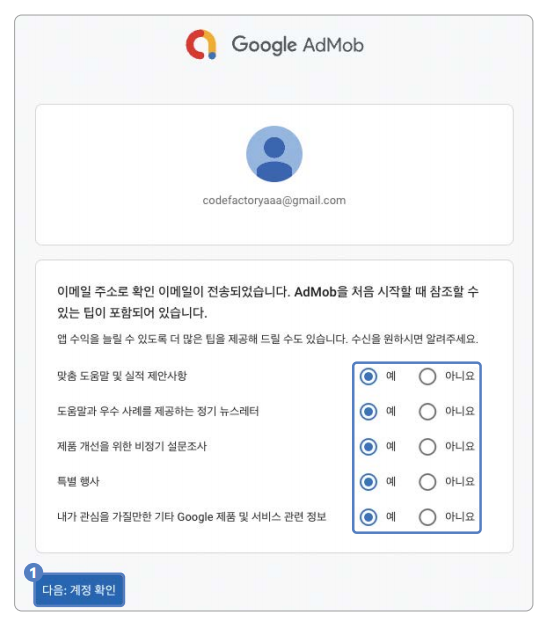 Google AdMob
codefactoryaaa@gmail.com
이메일 주소로 확인 이메일이 전송되었습니다. AdMob을 처음 시작할 때 참조할 수
있는 팁이 포함되어 있습니다.
앱 수익을 늘릴 수 있도록 더 많은 팁을 제공해 드릴 수도 있습니다. 수신을 원하시면 알려주세요.
맞춤 도움말 및 실적 제안사항 예 아니요
도움말과 우수 사례를 제공하는 정기 뉴스레터 예 아니요
제품 개선을 위한 비정기 설문조사 예 아니요
특별 행사 예 아니요
내가 관심을 가질만한 기타 Google 제품 및 서비스 관련 정보 예 아니요
1
다음: 계정 확인